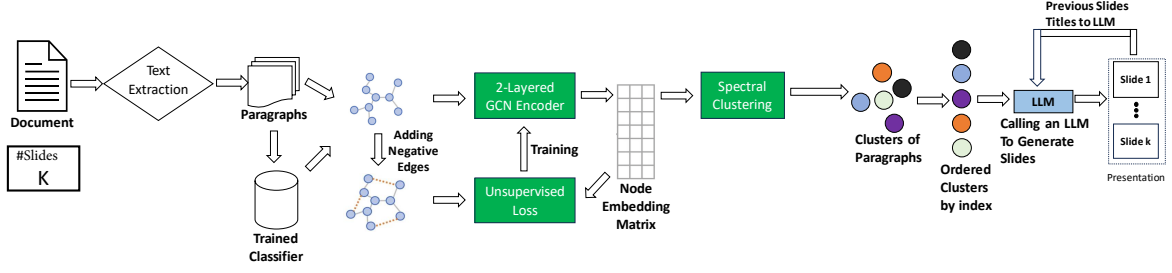 Document
#Slides
K
Text
Extraction
Paragraphs
Trained
Classifier
Adding
Negative
Edges
2-Layered
GCN Encoder
Training
Unsupervised
Loss
Node
Embedding
Matrix
Spectral
Clustering
Clusters of
Paragraphs
Ordered
Clusters
by index
Previous Slides
Titles to LLM
LLM
Calling an LLM
To Generate
Slides
Slide 1
Slide k
Presentation